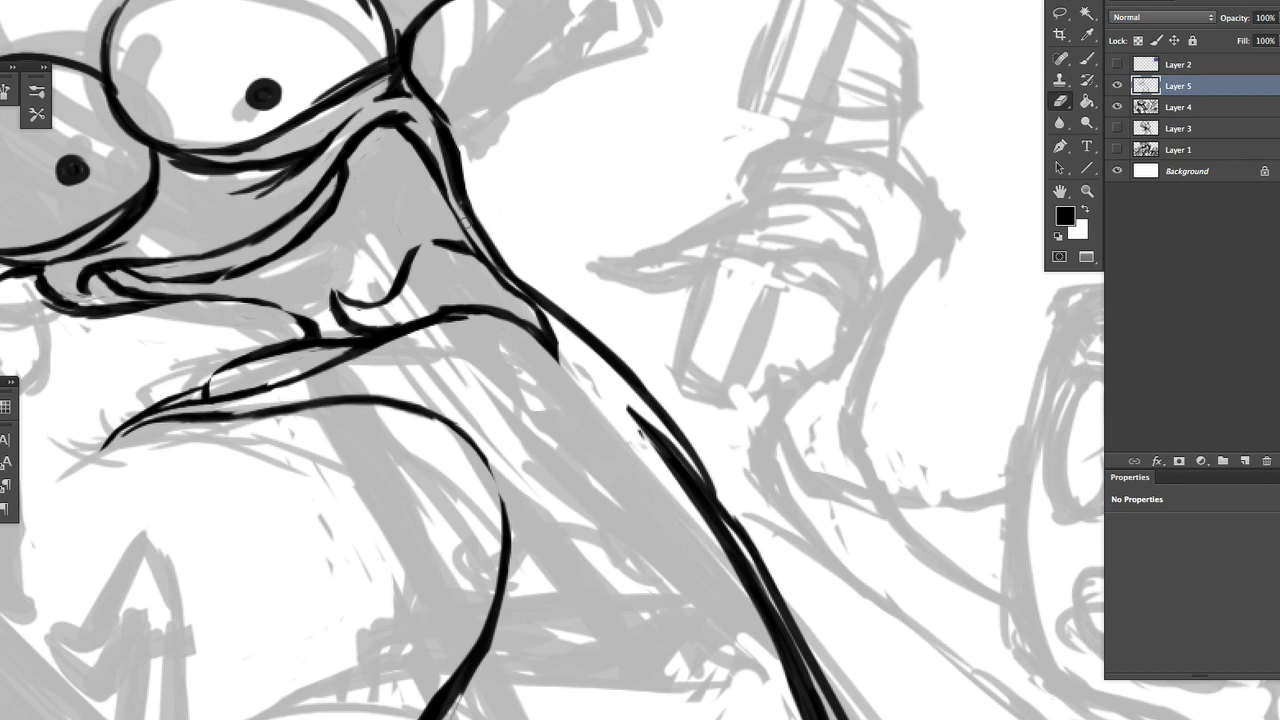 Normal Opacity: 100%
Lock: Fill: 100%
Layer 2
Layer 5
Layer 4
Layer 3
Layer 1
Background
Properties
No Properties